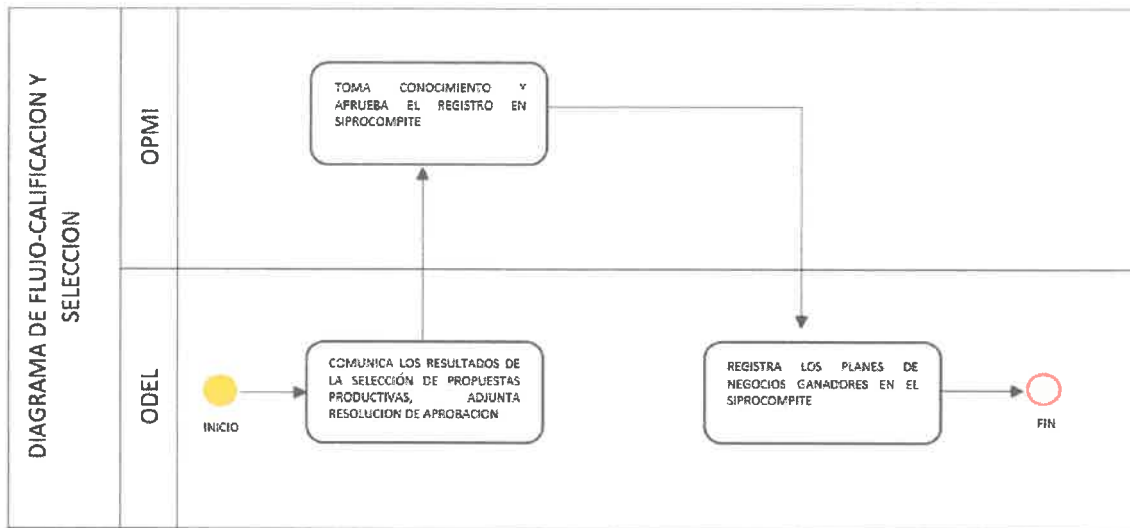 DIAGRAMA DE FLUJO-CALIFICACION Y
SELECCION
OPMI
TOMA CONOCIMIENTO Y
APRUEBA EL REGISTRO EN
SIPROCOMPITE
ODEL
INICIO
COMUNICA LOS RESULTADOS DE
LA SELECCIÓN DE PROPUESTAS
PRODUCTIVAS, ADJUNTA
RESOLUCION DE APROBACION
REGISTRA LOS PLANES DE
NEGOCIOS GANADORES EN EL
SIPROCOMPITE
FIN